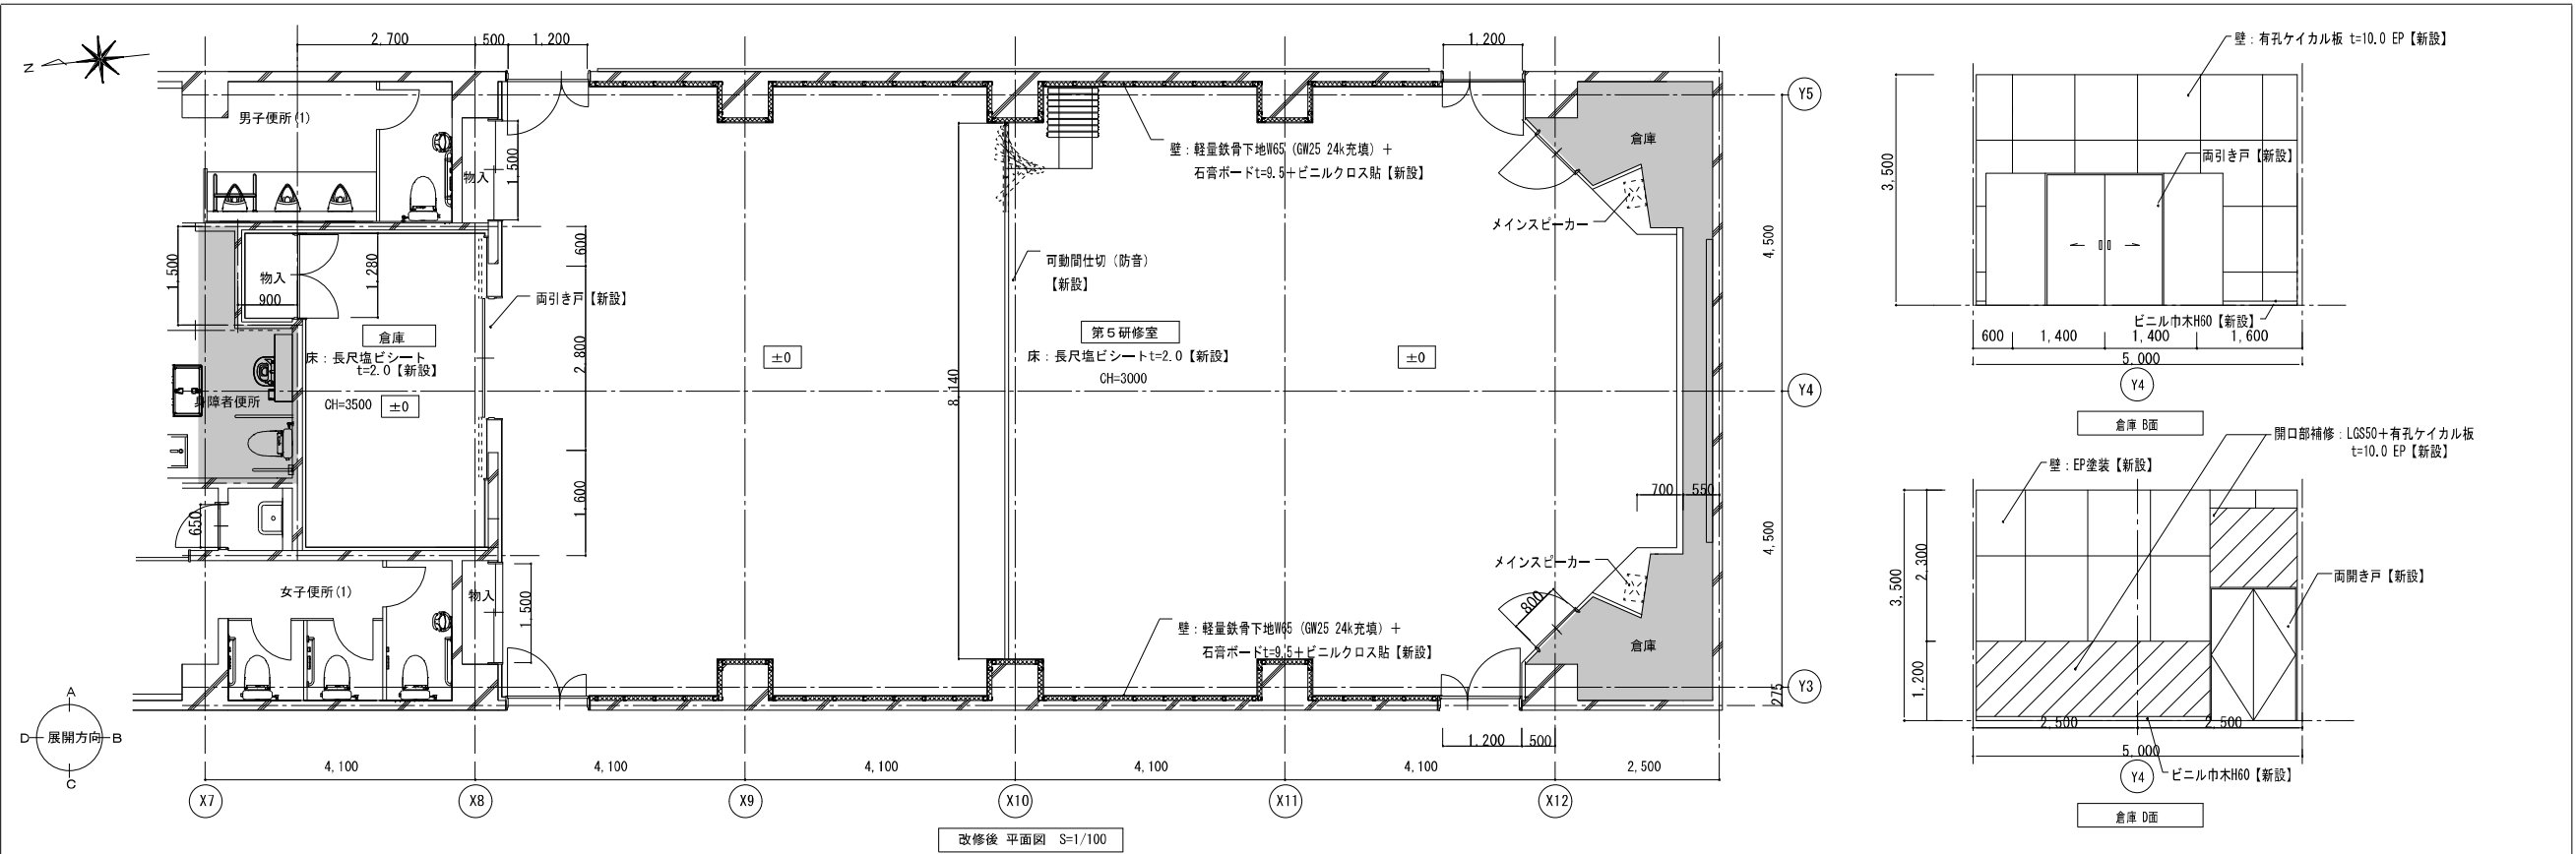 N
2,700
500
1,200
1,200
男子便所(1)
物入
1,500
Y5
倉庫
壁：軽量鉄骨下地W65 (GW25 24k充填) ＋
石膏ボードt=9.5＋ビニルクロス貼【新設】
メインスピーカー
4,500
600
1,500
物入
900
1,280
両引き戸【新設】
可動間仕切（防音）
【新設】
倉庫
床：長尺塩ビシート
t=2.0【新設】
CH=3500
±0
2,800
±0
第５研修室
床：長尺塩ビシートt=2.0【新設】
CH=3000
±0
8,140
身障者便所
Y4
700
550
1,600
650
4,500
メインスピーカー
800
女子便所(1)
物入
1,500
壁：軽量鉄骨下地W65 (GW25 24k充填) ＋
石膏ボードt=9.5＋ビニルクロス貼【新設】
倉庫
Y3
275
A
D
展開方向
B
C
1,200
500
4,100
4,100
4,100
4,100
4,100
2,500
X7
X8
X9
X10
X11
X12
改修後 平面図 S=1/100
壁：有孔ケイカル板 t=10.0 EP【新設】
両引き戸【新設】
3,500
ビニル巾木H60【新設】
600
1,400
1,400
1,600
5,000
Y4
倉庫 B面
開口部補修：LGS50＋有孔ケイカル板
t=10.0 EP【新設】
壁：EP塗装【新設】
3,500
2,300
1,200
両開き戸【新設】
2,500
2,500
5,000
Y4
ビニル巾木H60【新設】
倉庫 D面